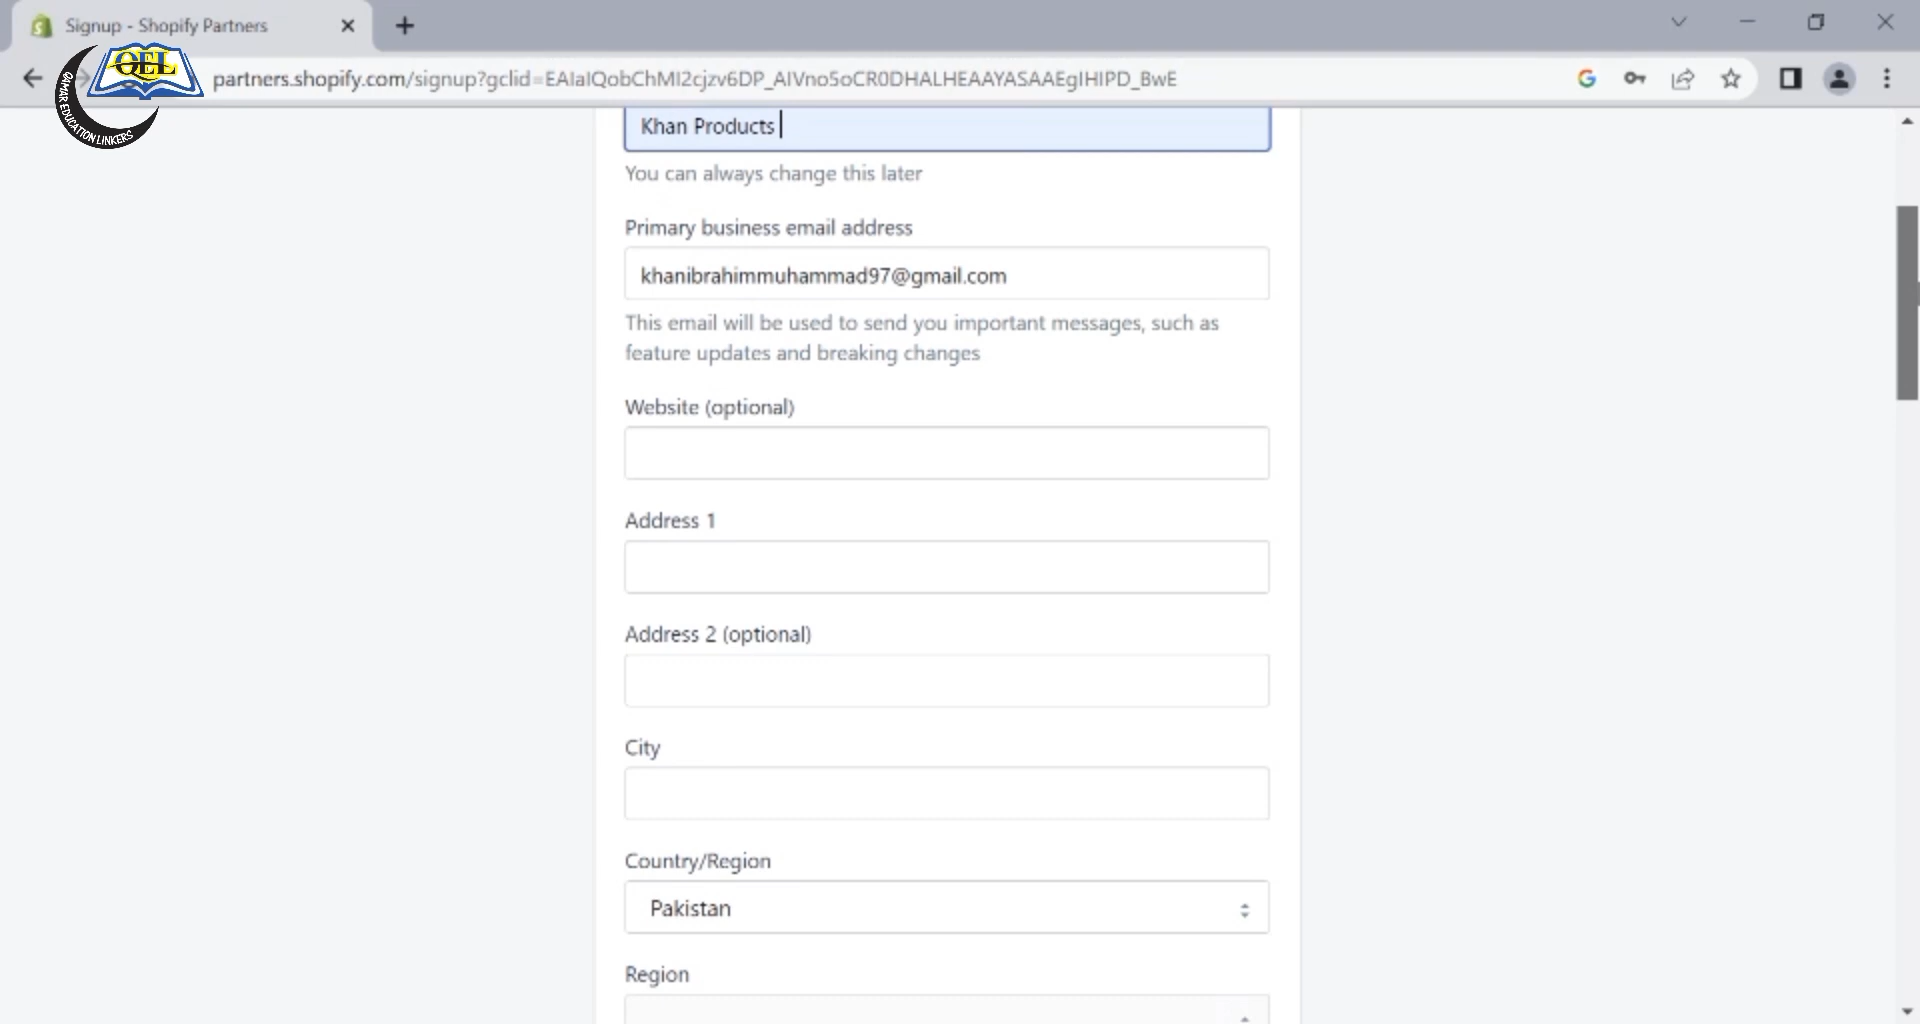 Signup - Shopify Partners
QEL
QAMAR EDUCATION LINKERS
partners.shopify.com/signup?gclid=EAIaIQobChMI2cjzv6DP_AIVno5oCR0DHALHEAAYASAAEgIHIPD_BwE
Khan Products
You can always change this later
Primary business email address
khanibrahimmuhammad97@gmail.com
This email will be used to send you important messages, such as
feature updates and breaking changes
Website (optional)
Address 1
Address 2 (optional)
City
Country/Region
Pakistan
Region